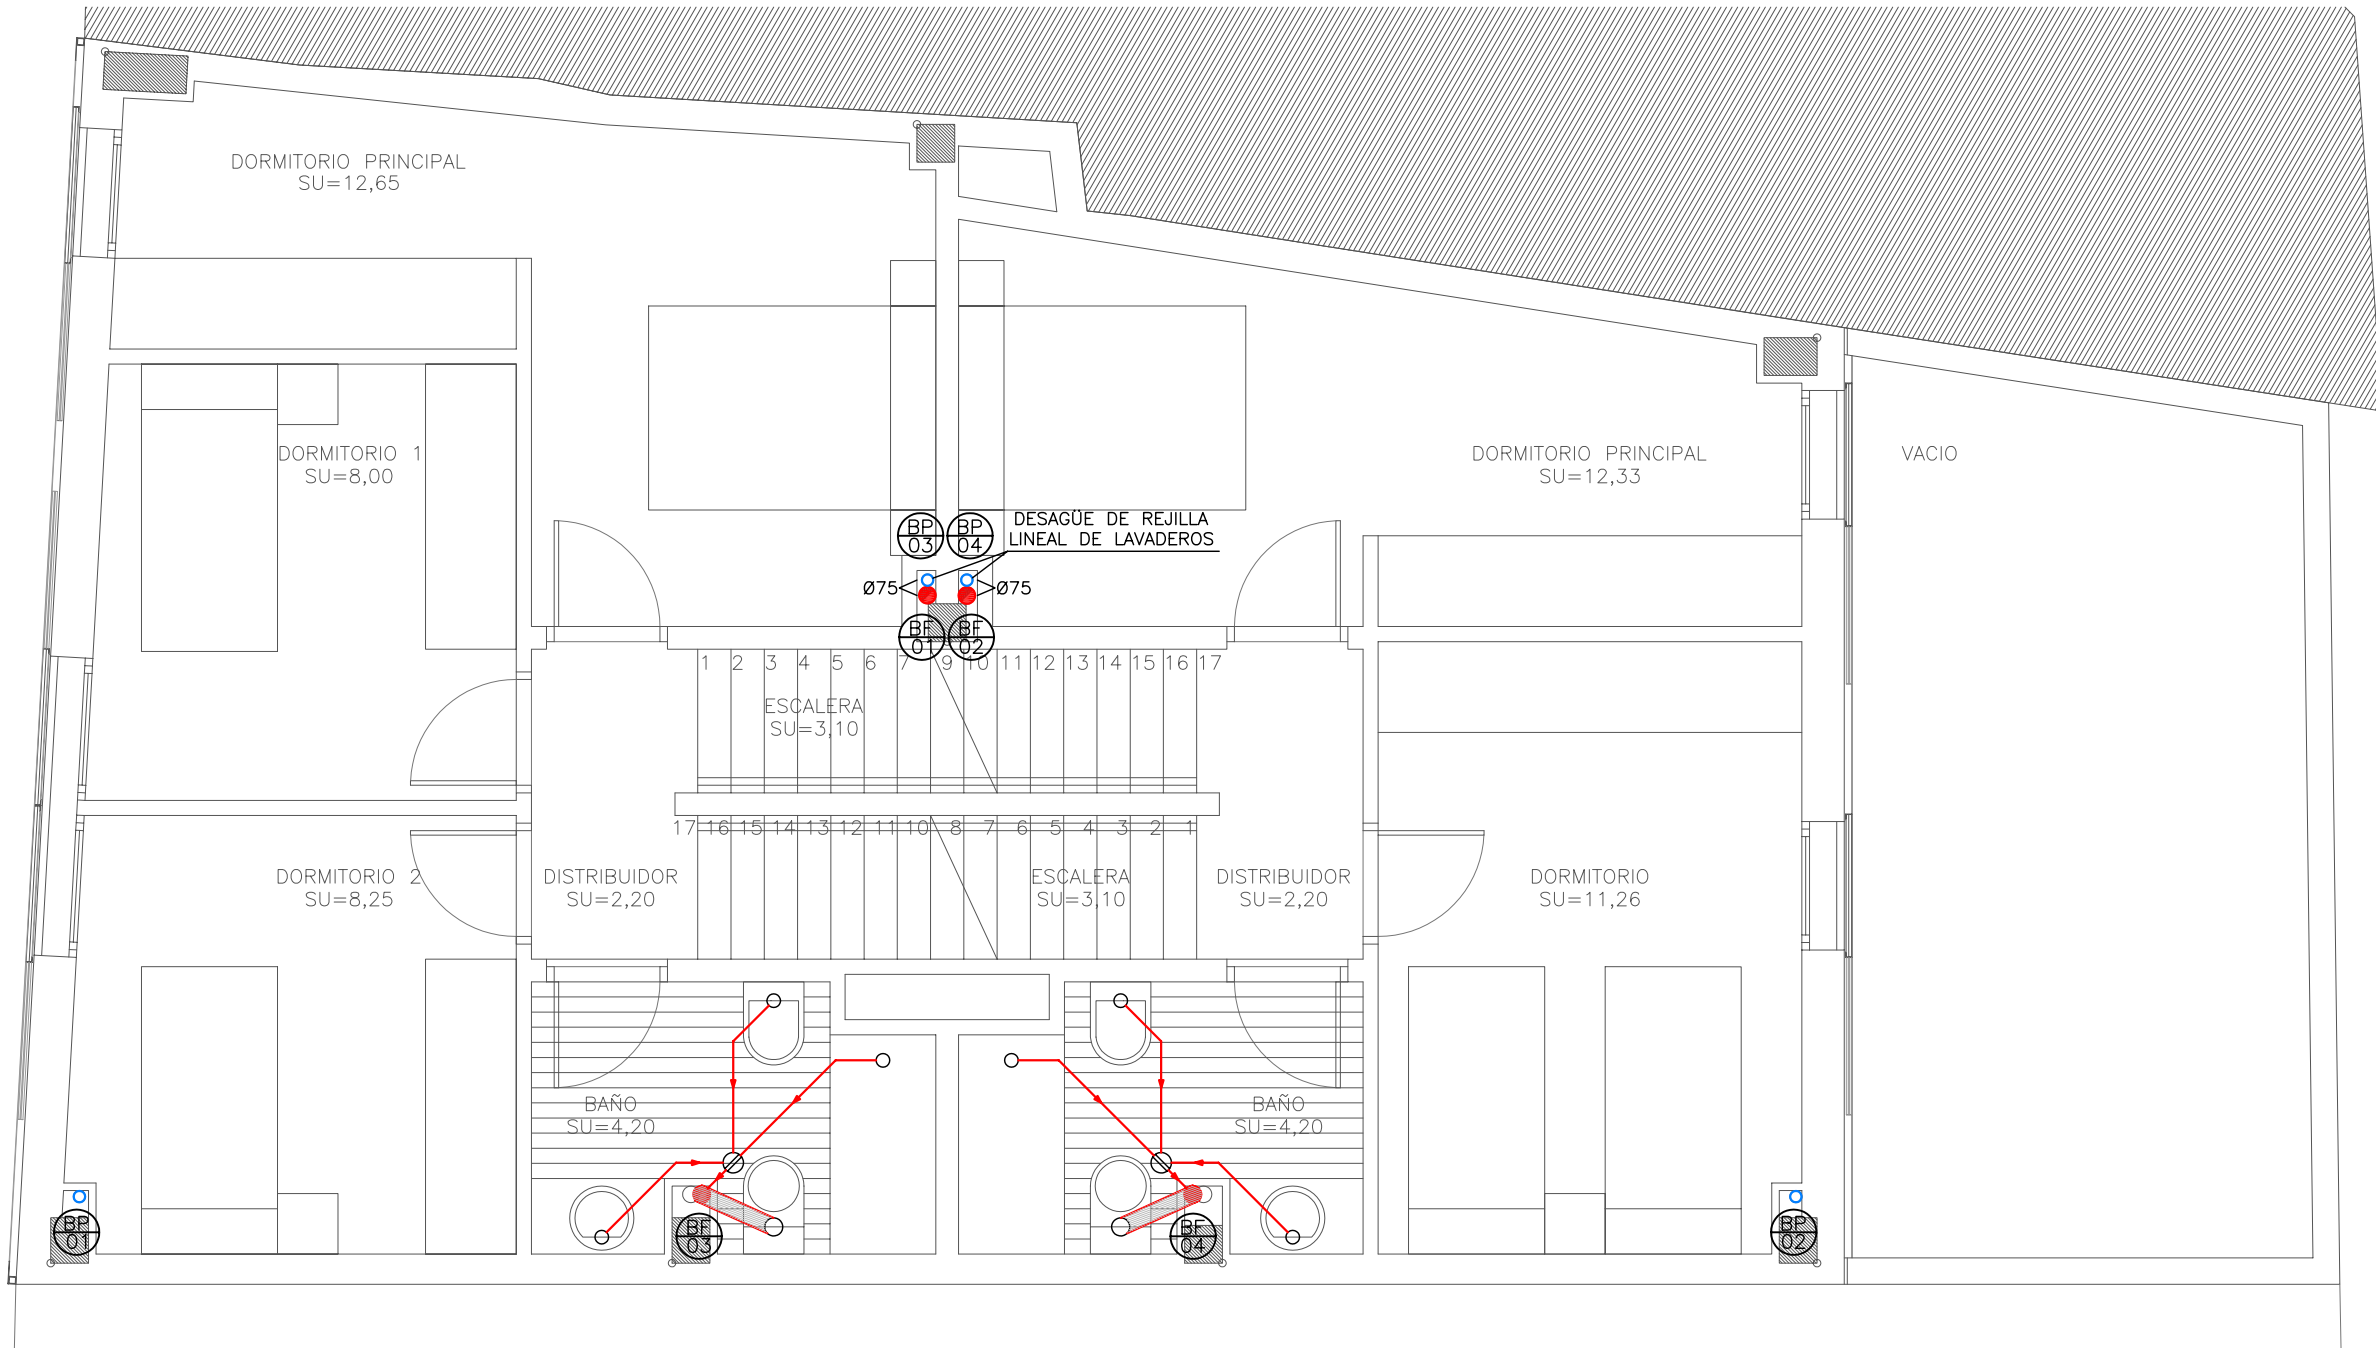 DORMITORIO PRINCIPAL
SU=12,65
DORMITORIO 1
SU=8,00
DORMITORIO PRINCIPAL
SU=12,33
VACIO
BP
03
BP
04
DESAGÜE DE REJILLA
LINEAL DE LAVADEROS
Ø75
Ø75
BF
01
BF
02
1 2 3 4 5 6 7 9 10 11 12 13 14 15 16 17
ESCALERA
SU=3,10
17 16 15 14 13 12 11 10 8 7 6 5 4 3 2 1
DORMITORIO 2
SU=8,25
DISTRIBUIDOR
SU=2,20
ESCALERA
SU=3,10
DISTRIBUIDOR
SU=2,20
DORMITORIO
SU=11,26
BAÑO
SU=4,20
BAÑO
SU=4,20
BP
01
BF
03
BF
04
BP
02